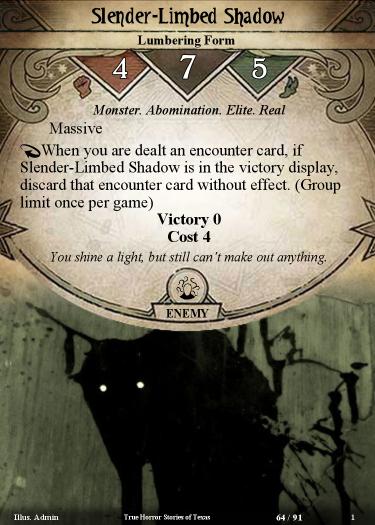 Slender-Limbed Shadow
Lumbering Form
4 7 5
Monster. Abomination. Elite. Real
Massive
When you are dealt an encounter card, if
Slender-Limbed Shadow is in the victory display,
discard that encounter card without effect. (Group
limit once per game)
Victory 0
Cost 4
You shine a light, but still can't make out anything.
ENEMY
Illus. Admin True Horror Stories of Texas 64 / 91 1